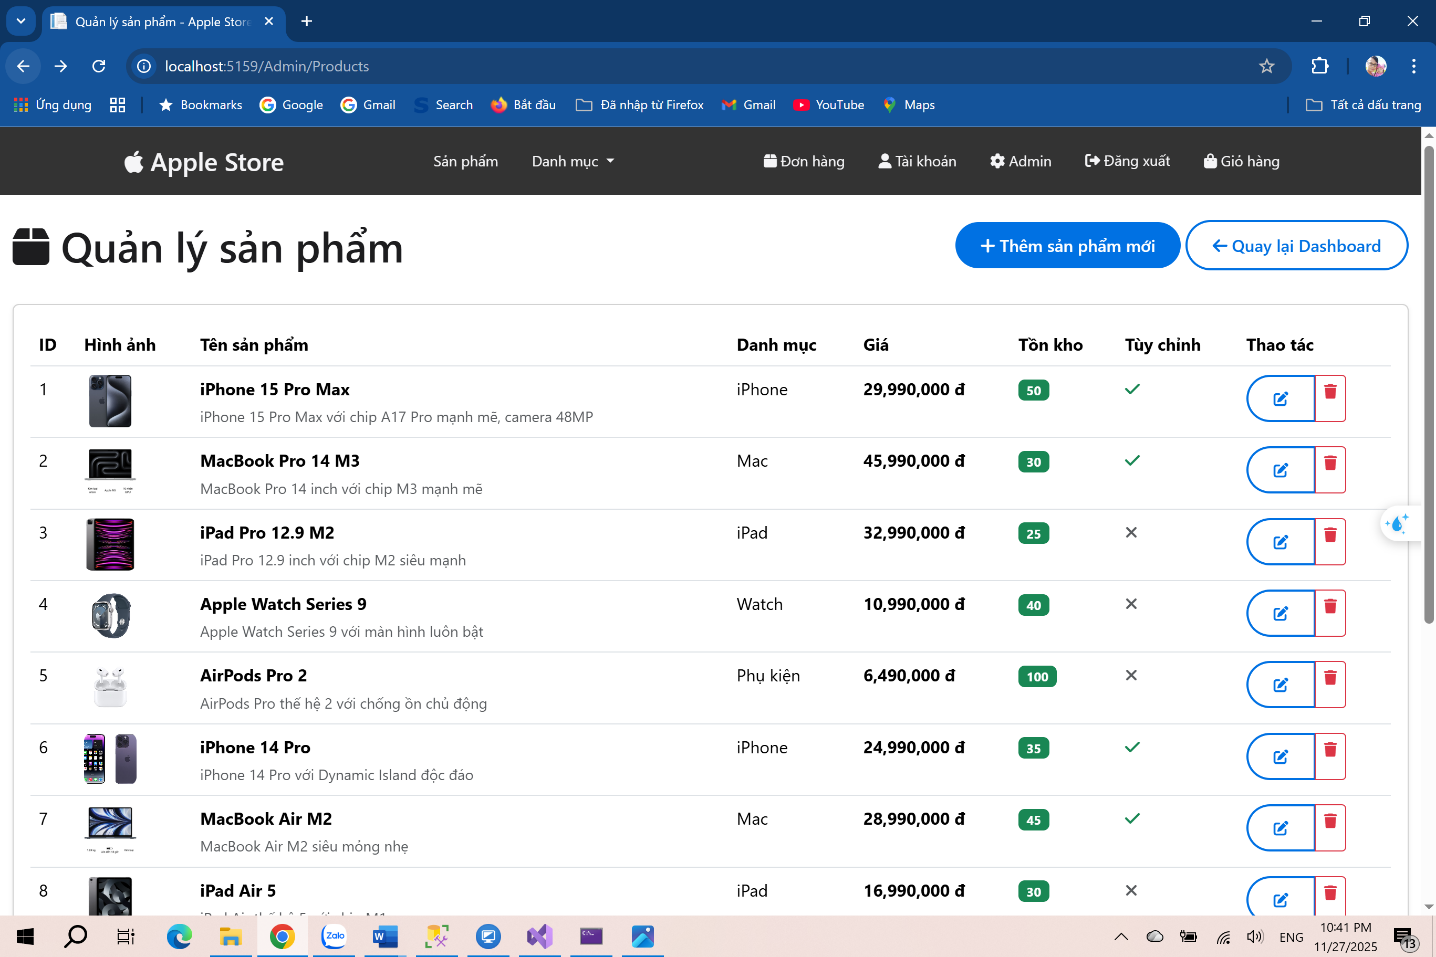 Quản lý sản phẩm - Apple Store
localhost:5159/Admin/Products
Ứng dụng Bookmarks Google Gmail Search Bắt đầu Đã nhập từ Firefox Gmail YouTube Maps Tất cả dấu trang
Apple Store Sản phẩm Danh mục Đơn hàng Tài khoản Admin Đăng xuất Giỏ hàng
Quản lý sản phẩm + Thêm sản phẩm mới Quay lại Dashboard
ID Hình ảnh Tên sản phẩm Danh mục Giá Tồn kho Tùy chỉnh Thao tác
1 iPhone 15 Pro Max iPhone 29,990,000 đ 50
iPhone 15 Pro Max với chip A17 Pro mạnh mẽ, camera 48MP
2 MacBook Pro 14 M3 Mac 45,990,000 đ 30
MacBook Pro 14 inch với chip M3 mạnh mẽ
3 iPad Pro 12.9 M2 iPad 32,990,000 đ 25
iPad Pro 12.9 inch với chip M2 siêu mạnh
4 Apple Watch Series 9 Watch 10,990,000 đ 40
Apple Watch Series 9 với màn hình luôn bật
5 AirPods Pro 2 Phụ kiện 6,490,000 đ 100
AirPods Pro thế hệ 2 với chống ồn chủ động
6 iPhone 14 Pro iPhone 24,990,000 đ 35
iPhone 14 Pro với Dynamic Island độc đáo
7 MacBook Air M2 Mac 28,990,000 đ 45
MacBook Air M2 siêu mỏng nhẹ
8 iPad Air 5 iPad 16,990,000 đ 30
Zalo ENG 10:41 PM
11/27/2025 13